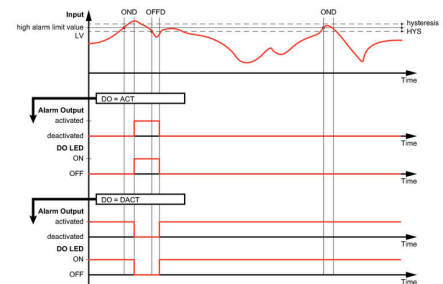 OND OFFD OND
Input
hysteresis
high alarm limit value
HYS
LV
Time
DO = ACT
Alarm Output
activated
deactivated
Time
DO LED
ON
OFF
Time
DO = DACT
Alarm Output
activated
deactivated
Time
DO LED
ON
OFF
Time